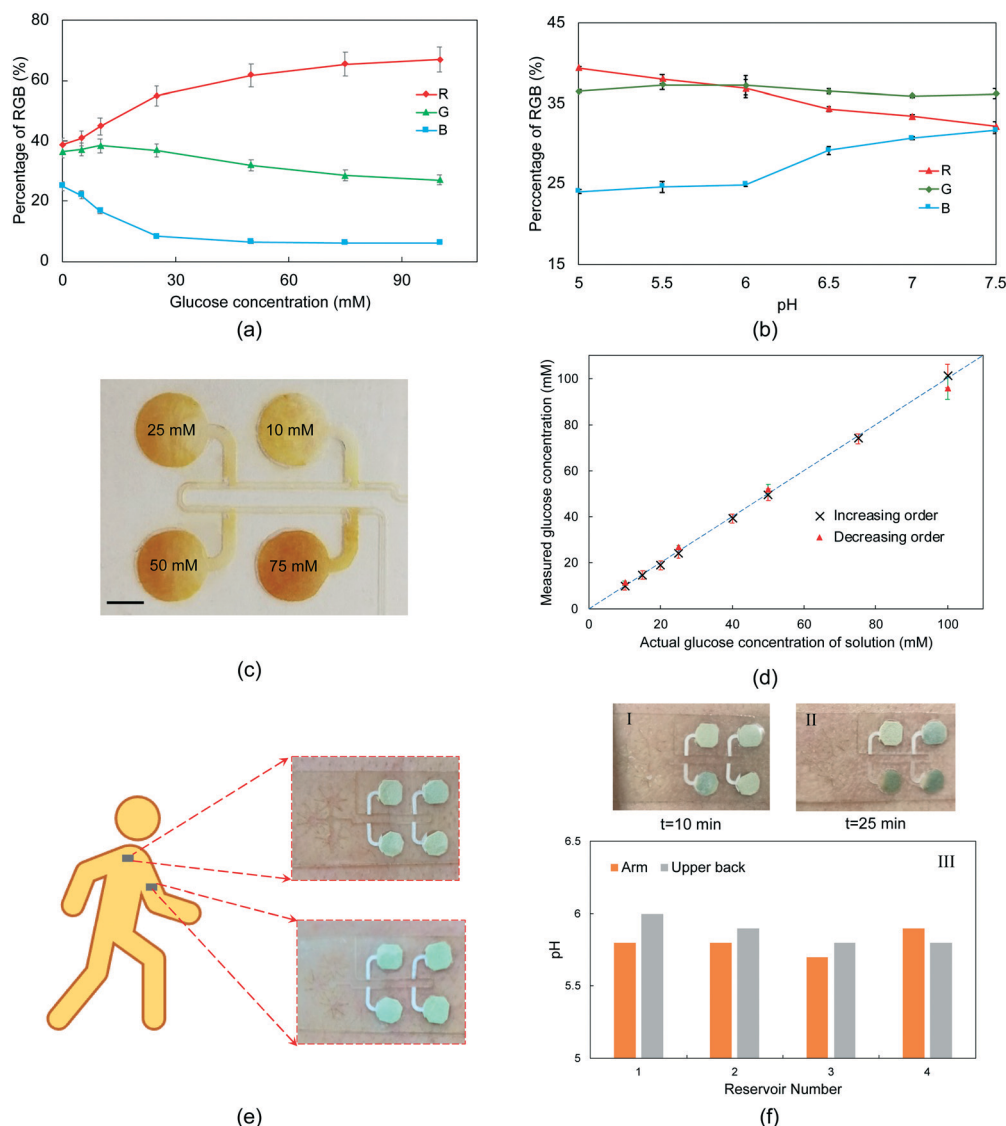 80
60
40
20
0
Percentage of RGB (%)
R
G
B
0
30
60
90
Glucose concentration (mM)
(a)
45
35
25
15
Perccentage of RGB (%)
R
G
B
5
5.5
6
6.5
7
7.5
pH
(b)
25 mM
10 mM
50 mM
75 mM
(c)
100
80
60
40
20
0
Measured glucose concentration (mM)
Increasing order
Decreasing order
0
20
40
60
80
100
Actual glucose concentration of solution (mM)
(d)
(e)
I
II
t=10 min
t=25 min
6.5
6
5.5
5
pH
Arm
Upper back
III
1
2
3
4
Reservoir Number
(f)